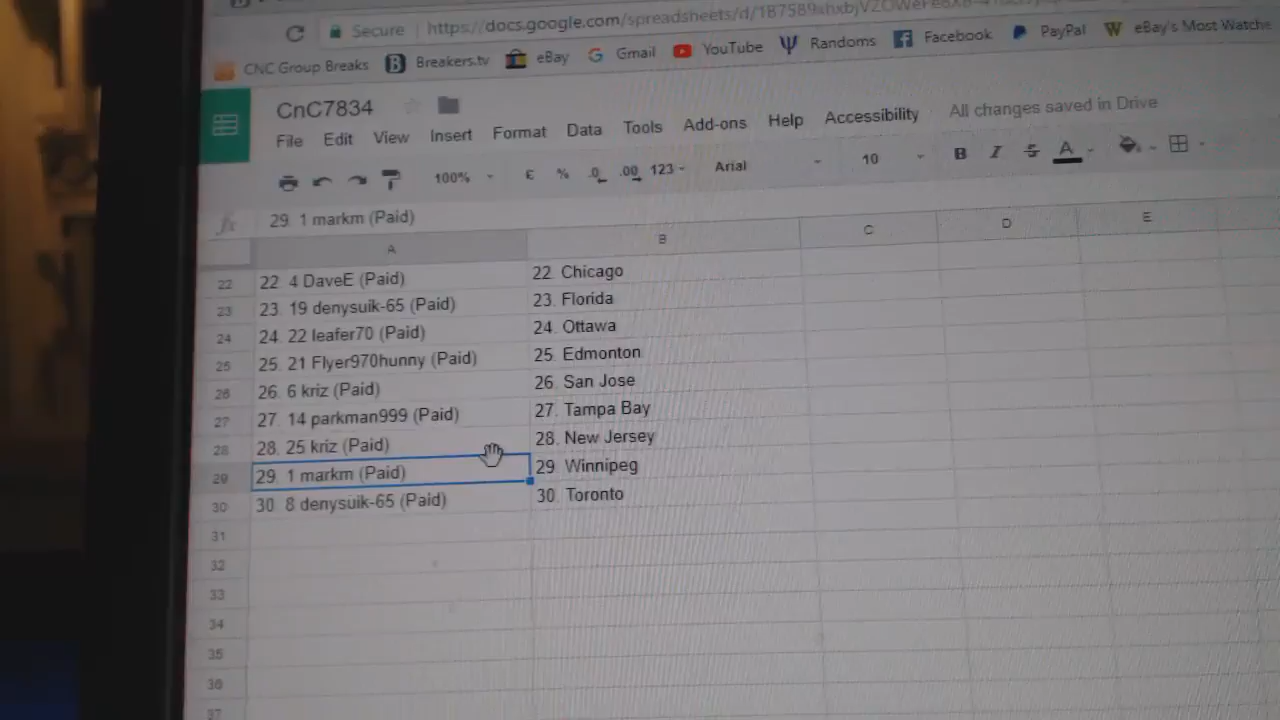 Secure https://docs.google.com/spreadsheets/d/1B7589
CNC Group Breaks Breakers.tv eBay Gmail YouTube Randoms Facebook PayPal eBay's Most Watche
CnC7834
File Edit View Insert Format Data Tools Add-ons Help Accessibility All changes saved in Drive
100% £ % .0 .00 123 Arial 10 B I S A
fx 29. 1 markm (Paid)
A B C D E
22 22. 4 DaveE (Paid) 22. Chicago
23 23. 19 denysuik-65 (Paid) 23. Florida
24 24. 22 leafer70 (Paid) 24. Ottawa
25 25. 21 Flyer970hunny (Paid) 25. Edmonton
26 26. 6 kriz (Paid) 26. San Jose
27 27. 14 parkman999 (Paid) 27. Tampa Bay
28 28. 25 kriz (Paid) 28. New Jersey
29 29. 1 markm (Paid) 29. Winnipeg
30 30. 8 denysuik-65 (Paid) 30. Toronto
31
32
33
34
35
36
37